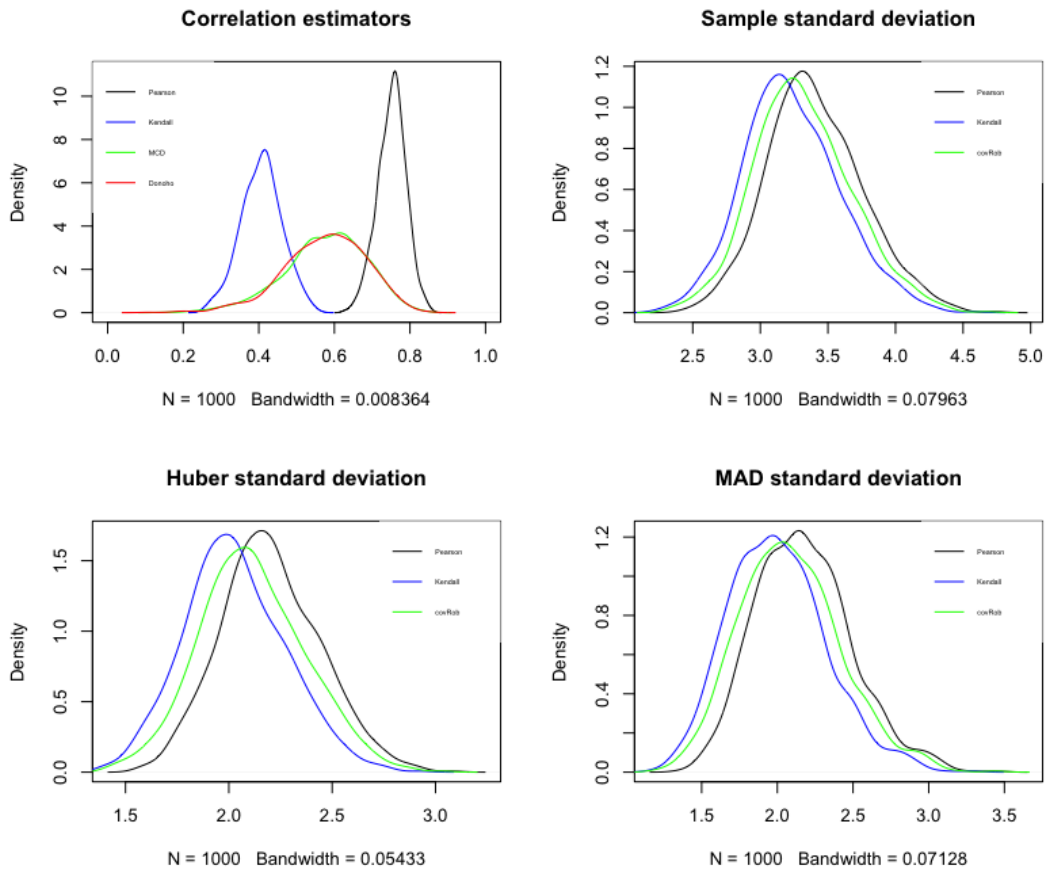 Correlation estimators
Density
0 2 4 6 8 10
Pearson
Kendall
MCD
Donoho
0.0 0.2 0.4 0.6 0.8 1.0
N = 1000 Bandwidth = 0.008364
Sample standard deviation
Density
0.0 0.2 0.4 0.6 0.8 1.0 1.2
Pearson
Kendall
covRob
2.5 3.0 3.5 4.0 4.5 5.0
N = 1000 Bandwidth = 0.07963
Huber standard deviation
Density
0.0 0.5 1.0 1.5
Pearson
Kendall
covRob
1.5 2.0 2.5 3.0
N = 1000 Bandwidth = 0.05433
MAD standard deviation
Density
0.0 0.4 0.8 1.2
Pearson
Kendall
covRob
1.5 2.0 2.5 3.0 3.5
N = 1000 Bandwidth = 0.07128